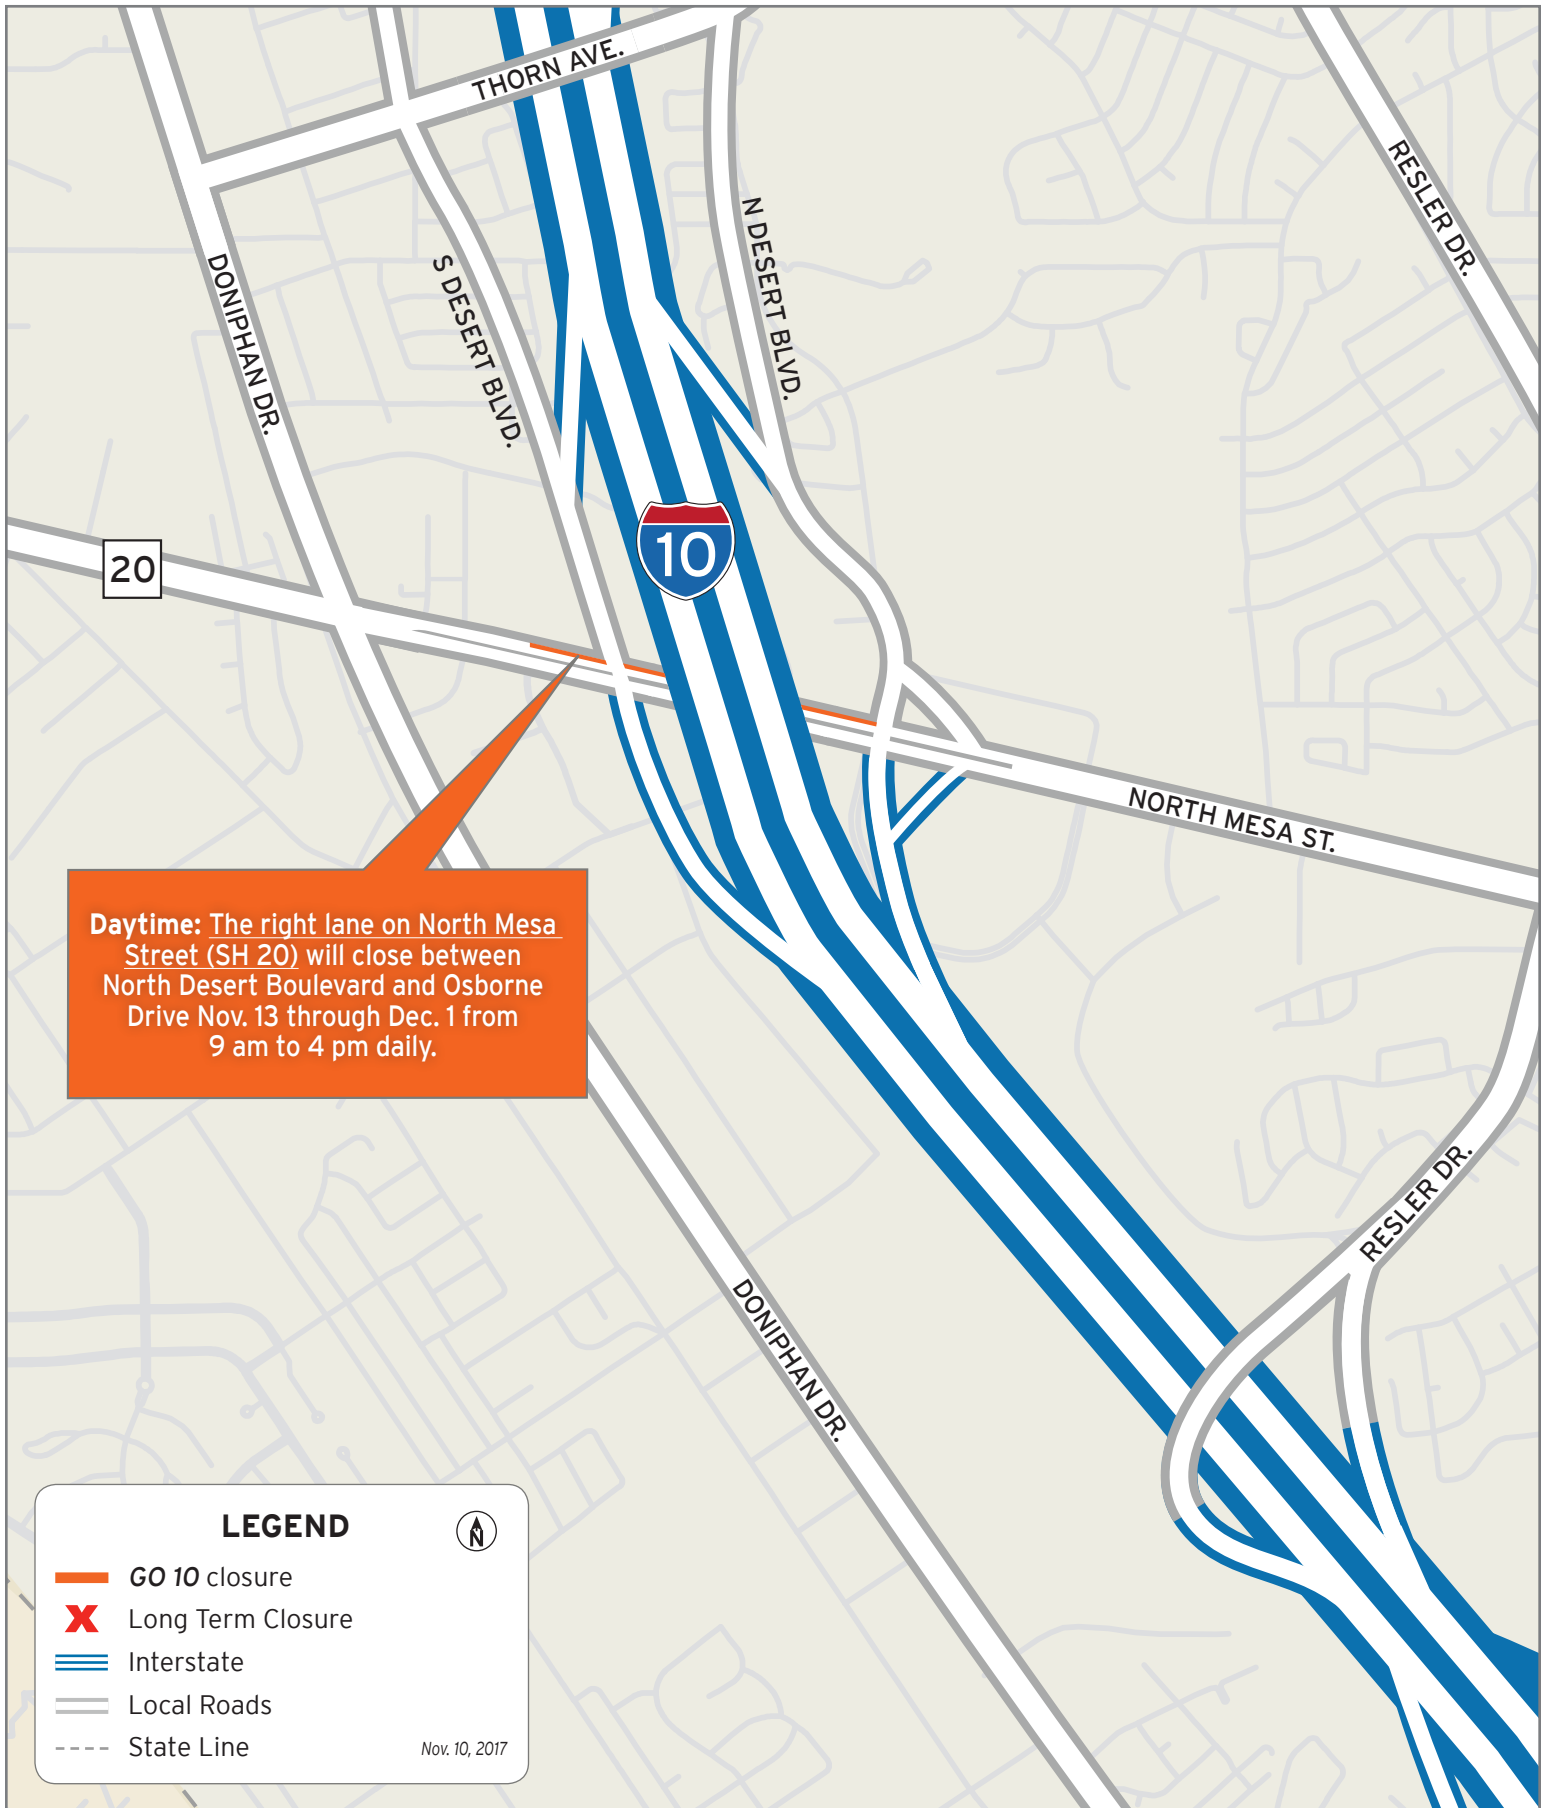 THORN AVE.
RESLER DR.
N DESERT BLVD.
S DESERT BLVD.
DONIPHAN DR.
10
20
NORTH MESA ST.
Daytime: The right lane on North Mesa
Street (SH 20) will close between
North Desert Boulevard and Osborne
Drive Nov. 13 through Dec. 1 from
9 am to 4 pm daily.
RESLER DR.
DONIPHAN DR.
LEGEND
N
GO 10 closure
X
Long Term Closure
Interstate
Local Roads
State Line
Nov. 10, 2017